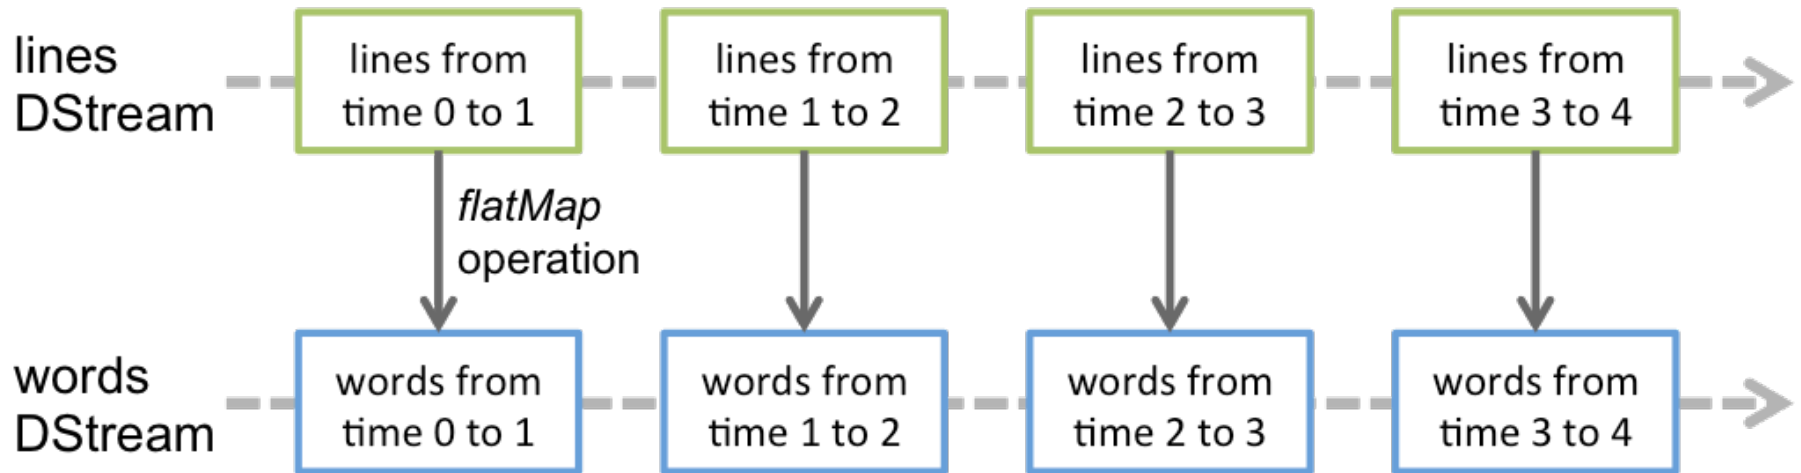 lines
DStream
lines from
time 0 to 1
lines from
time 1 to 2
lines from
time 2 to 3
lines from
time 3 to 4
flatMap
operation
words
DStream
words from
time 0 to 1
words from
time 1 to 2
words from
time 2 to 3
words from
time 3 to 4